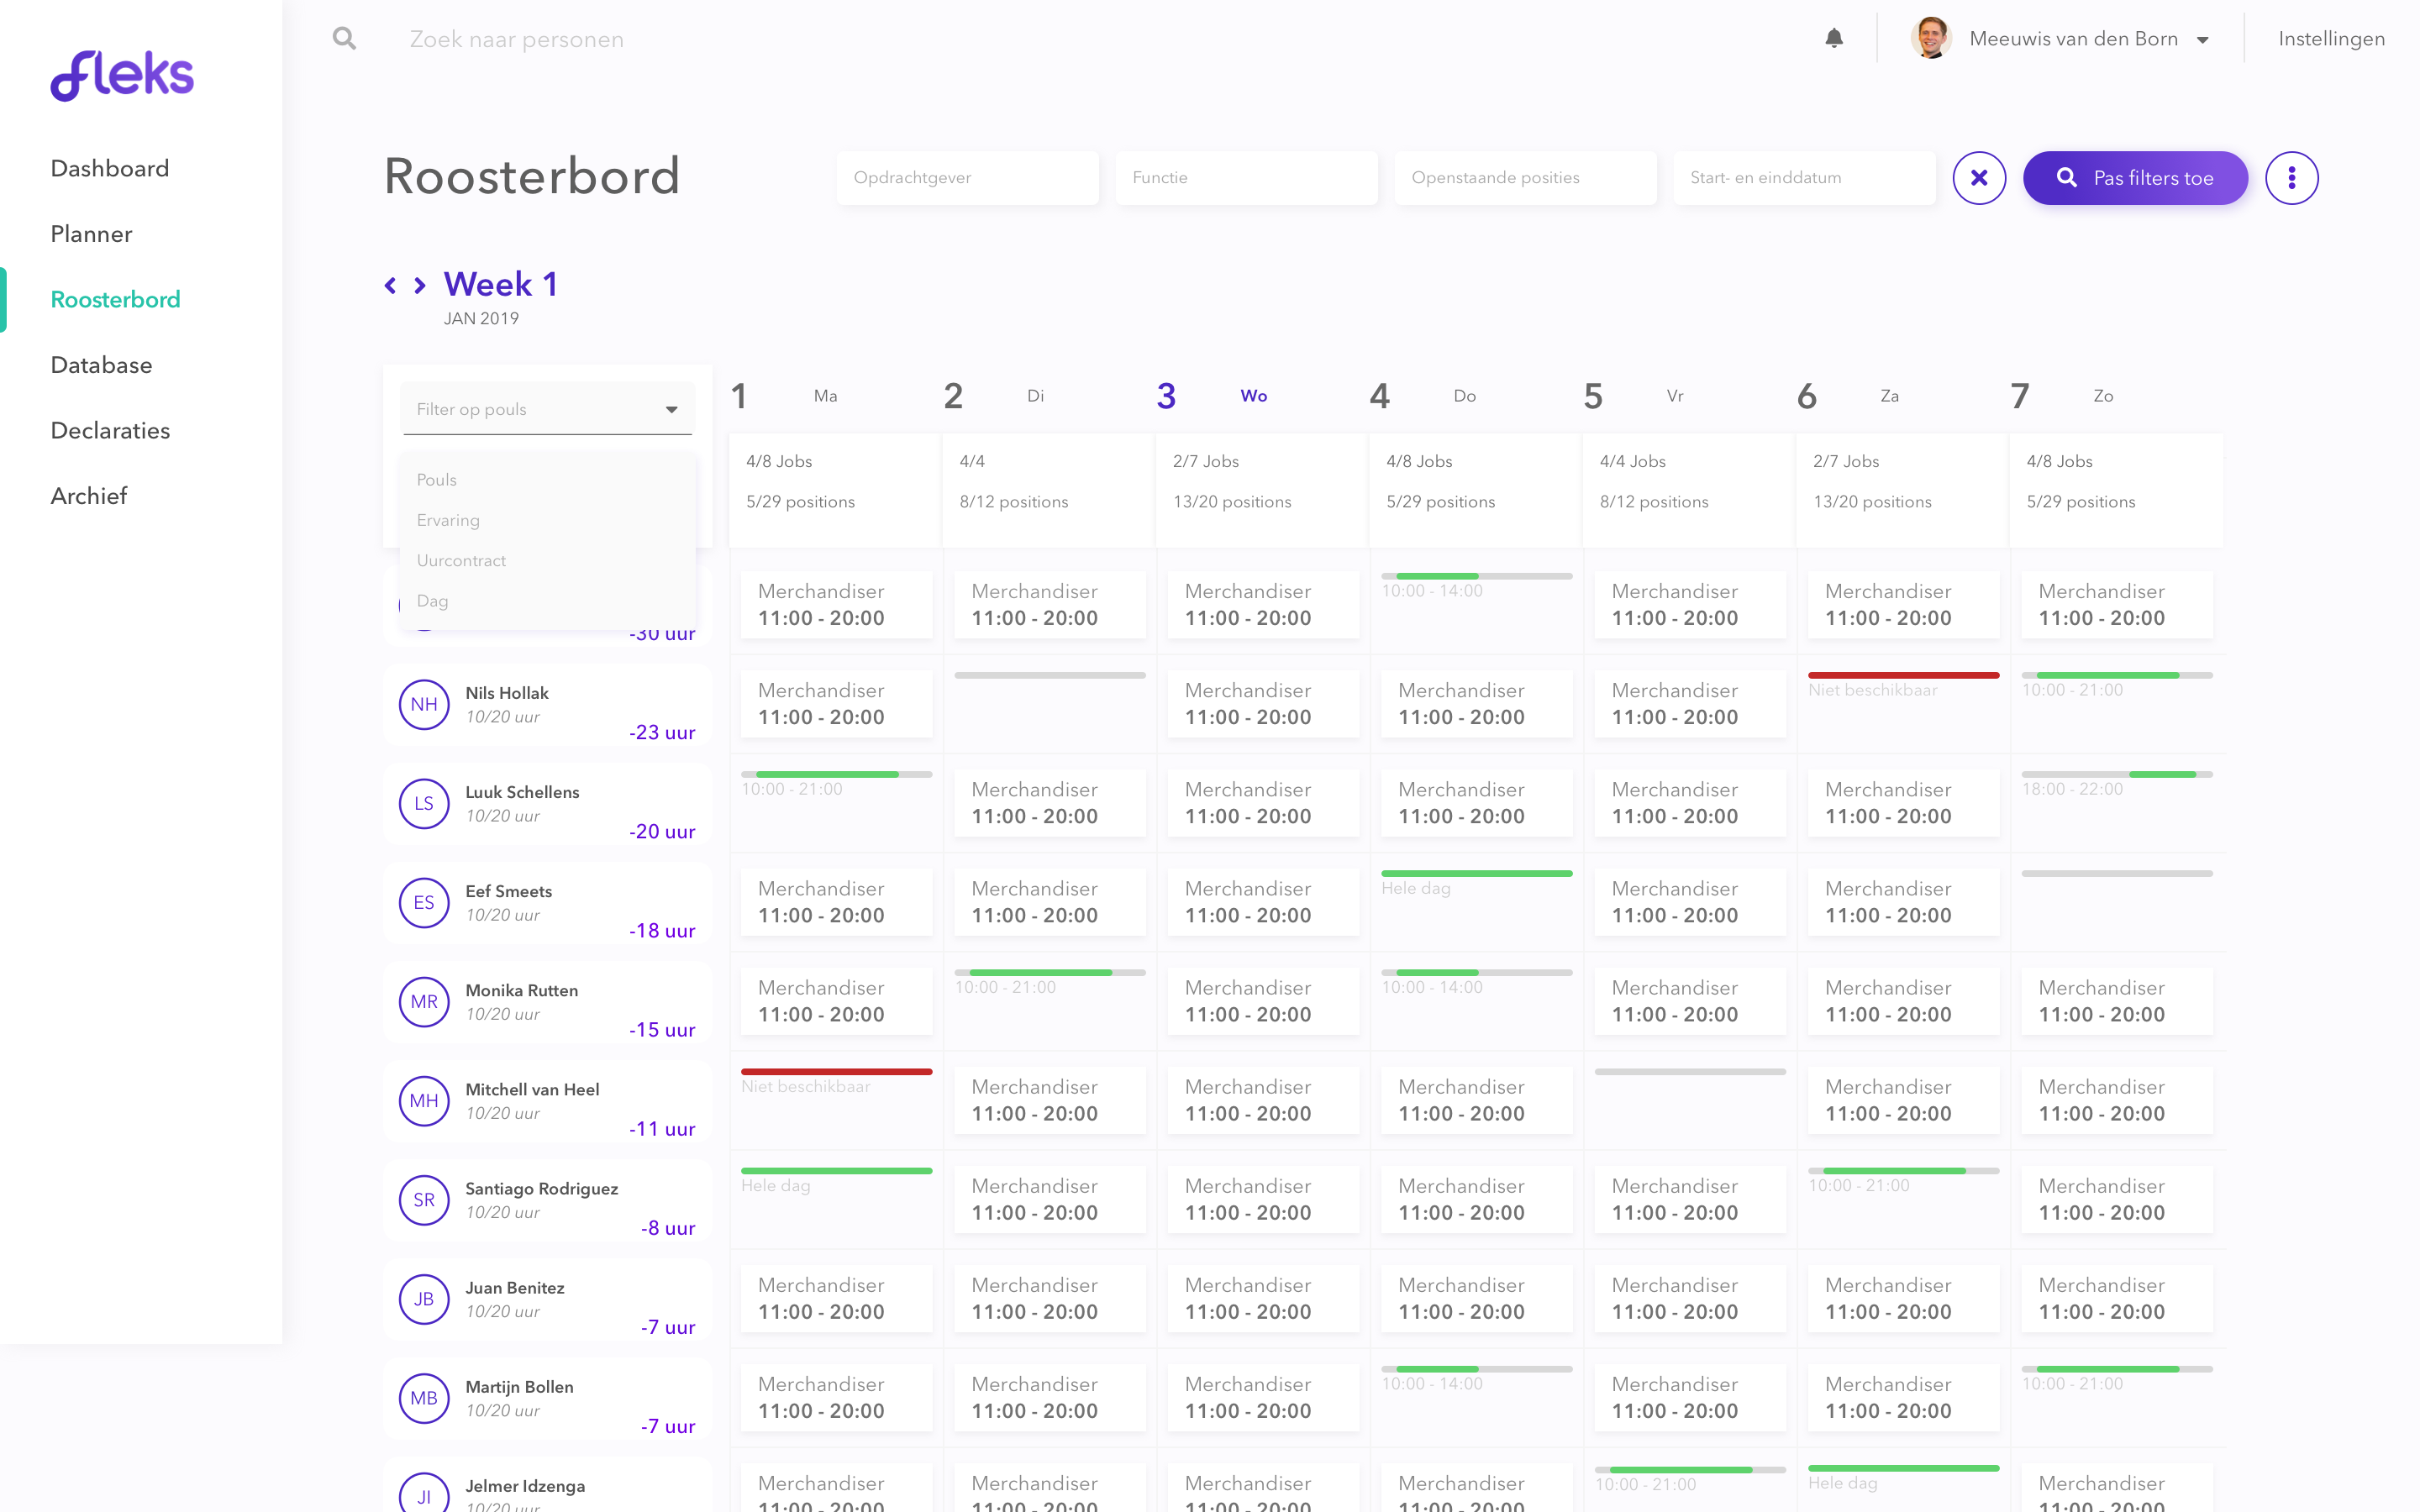 fleks
Dashboard
Planner
Roosterbord
Database
Declaraties
Archief
Zoek naar personen
Meeuwis van den Born
Instellingen
Roosterbord
Opdrachtgever
Functie
Openstaande posities
Start- en einddatum
Pas filters toe
Week 1
JAN 2019
Filter op pouls
Pouls
Ervaring
Uurcontract
Dag
1 Ma 2 Di 3 Wo 4 Do 5 Vr 6 Za 7 Zo
4/8 Jobs 4/4 2/7 Jobs 4/8 Jobs 4/4 Jobs 2/7 Jobs 4/8 Jobs
5/29 positions 8/12 positions 13/20 positions 5/29 positions 8/12 positions 13/20 positions 5/29 positions
-30 uur
Merchandiser Merchandiser Merchandiser 10:00 - 14:00 Merchandiser Merchandiser Merchandiser
11:00 - 20:00 11:00 - 20:00 11:00 - 20:00 11:00 - 20:00 11:00 - 20:00 11:00 - 20:00
NH
Nils Hollak
10/20 uur
-23 uur
Merchandiser Merchandiser Merchandiser Merchandiser Niet beschikbaar 10:00 - 21:00
11:00 - 20:00 11:00 - 20:00 11:00 - 20:00 11:00 - 20:00
LS
Luuk Schellens
10/20 uur
-20 uur
10:00 - 21:00 Merchandiser Merchandiser Merchandiser Merchandiser Merchandiser 18:00 - 22:00
11:00 - 20:00 11:00 - 20:00 11:00 - 20:00 11:00 - 20:00 11:00 - 20:00
ES
Eef Smeets
10/20 uur
-18 uur
Merchandiser Merchandiser Merchandiser Hele dag Merchandiser Merchandiser
11:00 - 20:00 11:00 - 20:00 11:00 - 20:00 11:00 - 20:00 11:00 - 20:00
MR
Monika Rutten
10/20 uur
-15 uur
Merchandiser 10:00 - 21:00 Merchandiser 10:00 - 14:00 Merchandiser Merchandiser Merchandiser
11:00 - 20:00 11:00 - 20:00 11:00 - 20:00 11:00 - 20:00 11:00 - 20:00
MH
Mitchell van Heel
10/20 uur
-11 uur
Niet beschikbaar Merchandiser Merchandiser Merchandiser Merchandiser Merchandiser
11:00 - 20:00 11:00 - 20:00 11:00 - 20:00 11:00 - 20:00 11:00 - 20:00
SR
Santiago Rodriguez
10/20 uur
-8 uur
Hele dag Merchandiser Merchandiser Merchandiser Merchandiser 10:00 - 21:00 Merchandiser
11:00 - 20:00 11:00 - 20:00 11:00 - 20:00 11:00 - 20:00 11:00 - 20:00
JB
Juan Benitez
10/20 uur
-7 uur
Merchandiser Merchandiser Merchandiser Merchandiser Merchandiser Merchandiser Merchandiser
11:00 - 20:00 11:00 - 20:00 11:00 - 20:00 11:00 - 20:00 11:00 - 20:00 11:00 - 20:00 11:00 - 20:00
MB
Martijn Bollen
10/20 uur
-7 uur
Merchandiser Merchandiser Merchandiser 10:00 - 14:00 Merchandiser Merchandiser 10:00 - 21:00
11:00 - 20:00 11:00 - 20:00 11:00 - 20:00 11:00 - 20:00 11:00 - 20:00
JI
Jelmer Idzenga
10/20 uur
Merchandiser Merchandiser Merchandiser Merchandiser 10:00 - 21:00 Hele dag Merchandiser
11:00 - 20:00 11:00 - 20:00 11:00 - 20:00 11:00 - 20:00 11:00 - 20:00